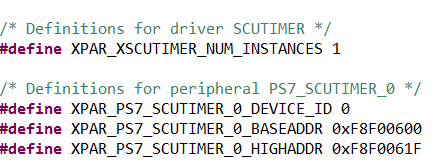 /* Definitions for driver SCUTIMER */
#define XPAR_XSCUTIMER_NUM_INSTANCES 1
/* Definitions for peripheral PS7_SCUTIMER_0 */
#define XPAR_PS7_SCUTIMER_0_DEVICE_ID 0
#define XPAR_PS7_SCUTIMER_0_BASEADDR 0xF8F00600
#define XPAR_PS7_SCUTIMER_0_HIGHADDR 0xF8F0061F